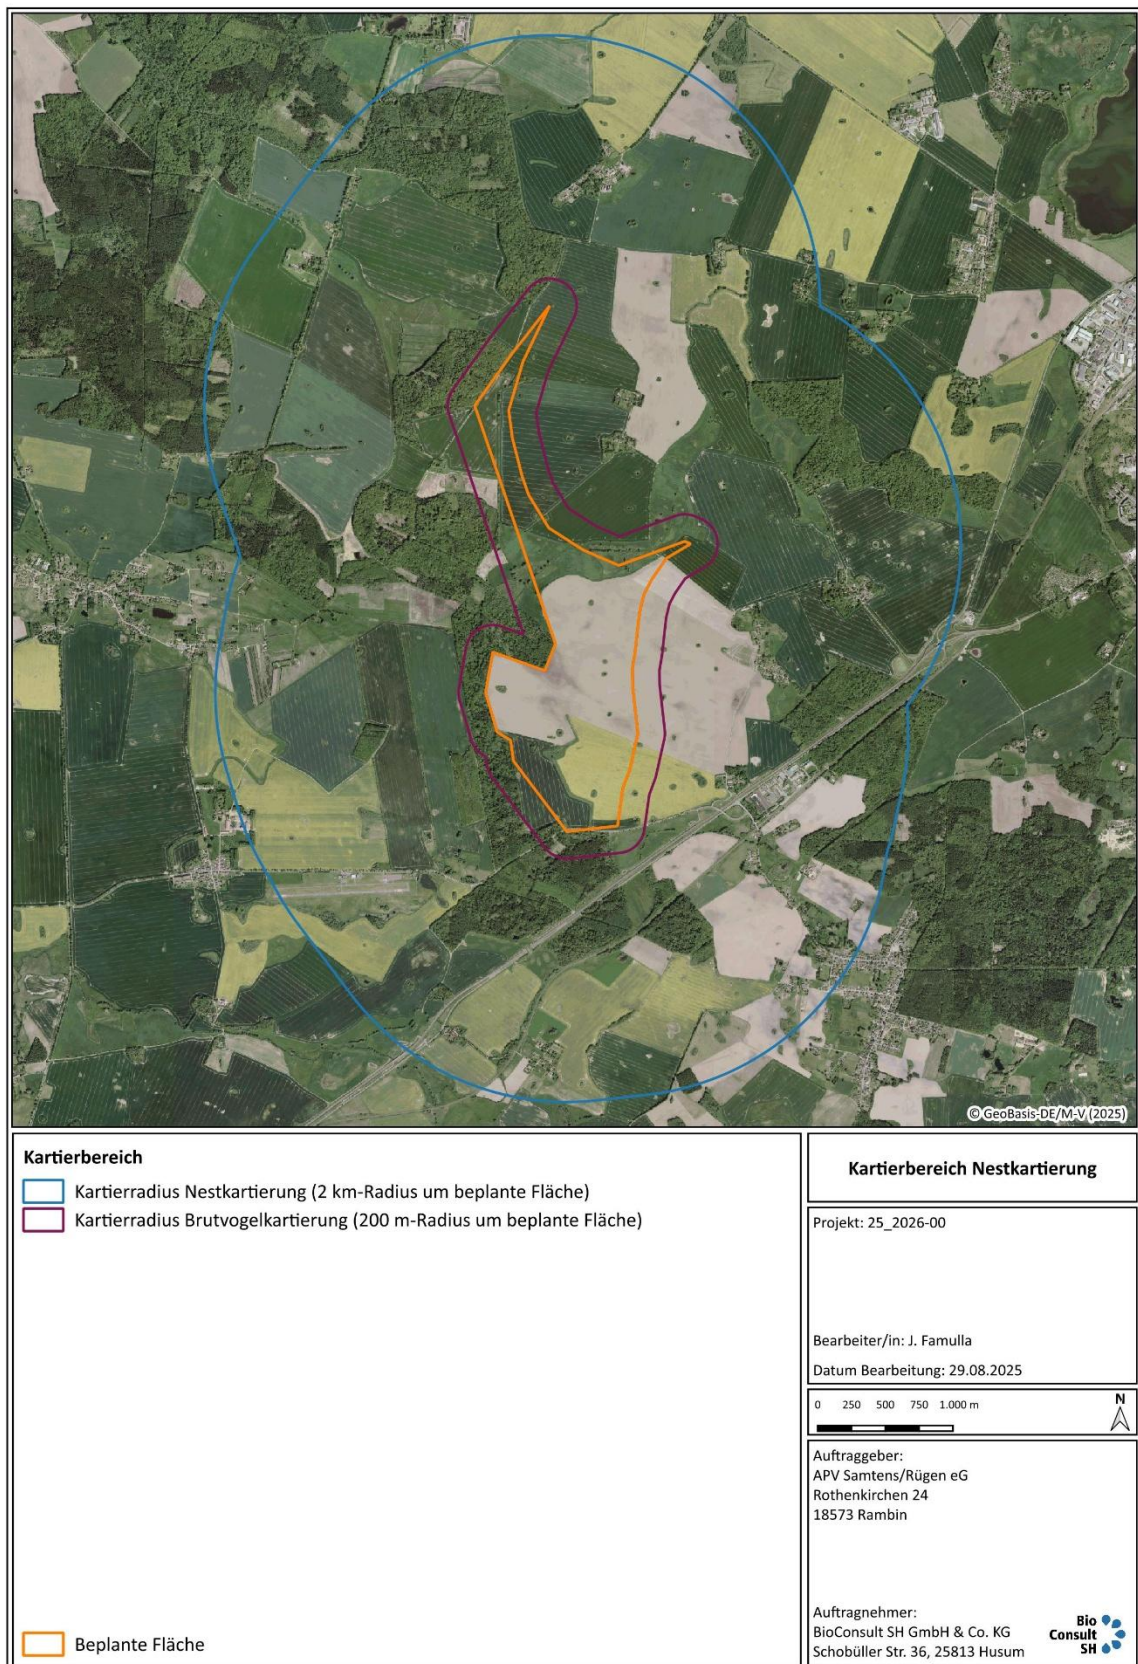 © GeoBasis-DE/M-V (2025)
Kartierbereich
Kartierradius Nestkartierung (2 km-Radius um beplante Fläche)
Kartierradius Brutvogelkartierung (200 m-Radius um beplante Fläche)
Beplante Fläche
Kartierbereich Nestkartierung
Projekt: 25_2026-00
Bearbeiter/in: J. Famulla
Datum Bearbeitung: 29.08.2025
0 250 500 750 1.000 m
N
Auftraggeber:
APV Samtens/Rügen eG
Rothenkirchen 24
18573 Rambin
Auftragnehmer:
BioConsult SH GmbH & Co. KG
Schobüller Str. 36, 25813 Husum
Bio
Consult
SH